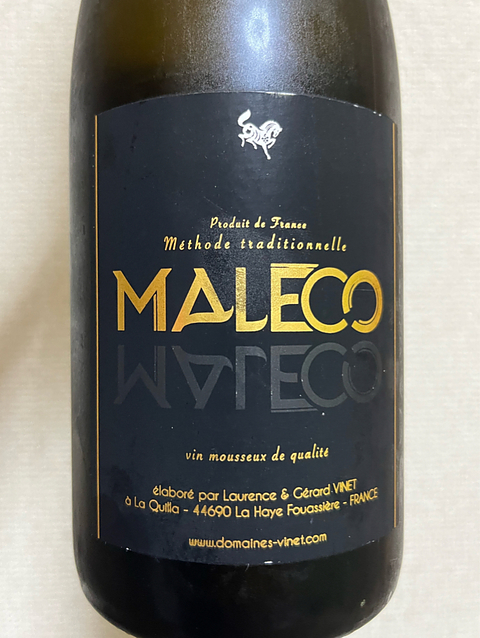 Produit de France
Méthode traditionnelle
MALECO
MALECO
vin mousseux de qualité
élaboré par Laurence & Gérard VINET
à La Quilla - 44690 La Haye Fouassière - FRANCE
www.domaines-vinet.com